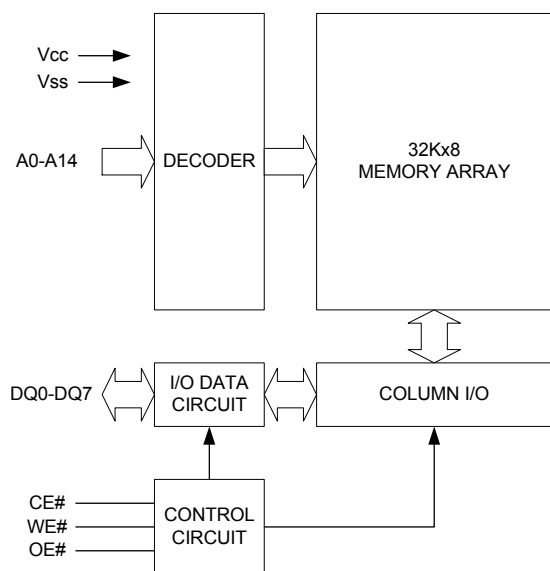 Vcc
Vss
A0-A14
DECODER
32Kx8
MEMORY ARRAY
DQ0-DQ7
I/O DATA
CIRCUIT
COLUMN I/O
CE#
WE#
OE#
CONTROL
CIRCUIT